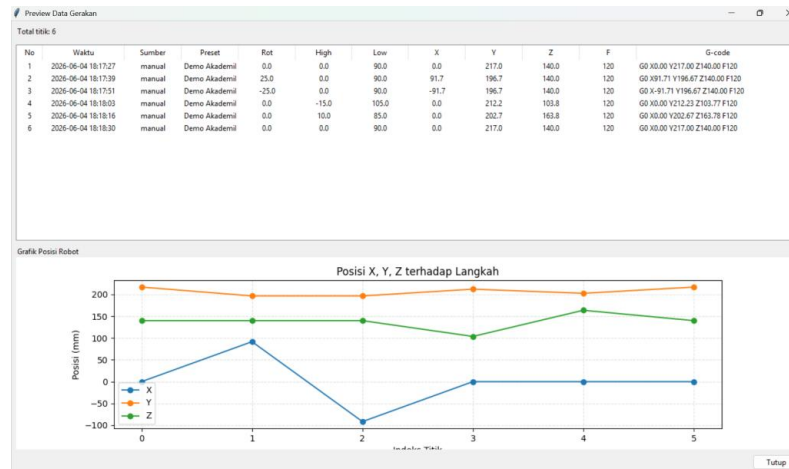 Preview Data Gerakan
Total titik: 6
No Waktu Sumber Preset Rot High Low X Y Z F G-code
1 2026-06-04 18:17:27 manual Demo Akademil 0.0 0.0 90.0 0.0 217.0 140.0 120 G0 X0.00 Y217.00 Z140.00 F120
2 2026-06-04 18:17:39 manual Demo Akademil 25.0 0.0 90.0 91.7 196.7 140.0 120 G0 X91.71 Y196.67 Z140.00 F120
3 2026-06-04 18:17:51 manual Demo Akademil -25.0 0.0 90.0 -91.7 196.7 140.0 120 G0 X-91.71 Y196.67 Z140.00 F120
4 2026-06-04 18:18:03 manual Demo Akademil 0.0 -15.0 105.0 0.0 212.2 103.8 120 G0 X0.00 Y212.23 Z103.77 F120
5 2026-06-04 18:18:16 manual Demo Akademil 0.0 10.0 85.0 0.0 202.7 163.8 120 G0 X0.00 Y202.67 Z163.78 F120
6 2026-06-04 18:18:30 manual Demo Akademil 0.0 0.0 90.0 0.0 217.0 140.0 120 G0 X0.00 Y217.00 Z140.00 F120
Grafik Posisi Robot
Posisi X, Y, Z terhadap Langkah
Posisi (mm)
200
150
100
50
0
−50
−100
X
Y
Z
0 1 2 3 4 5
Indeks Titik
Tutup